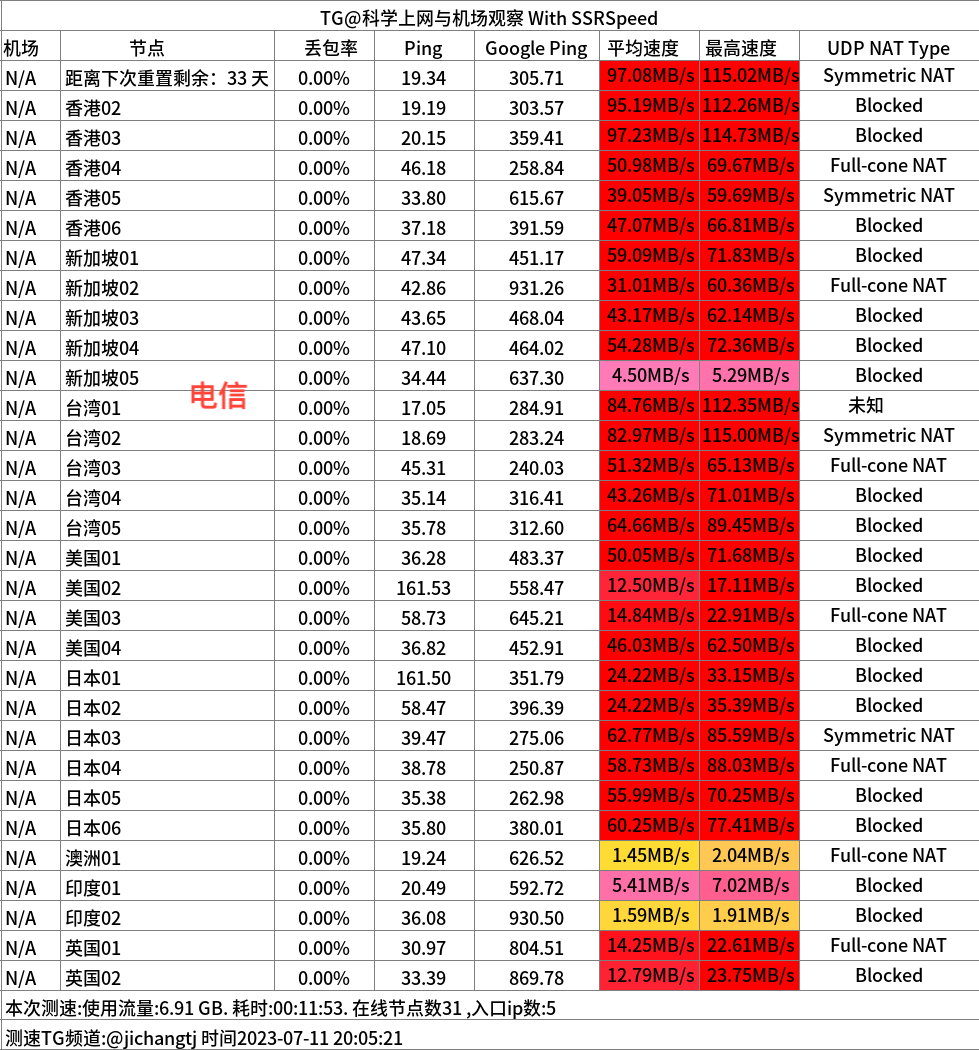 TG@科学上网与机场观察 With SSRSpeed
机场 节点 丢包率 Ping Google Ping 平均速度 最高速度 UDP NAT Type
N/A 距离下次重置剩余：33 天 0.00% 19.34 305.71 97.08MB/s 115.02MB/s Symmetric NAT
N/A 香港02 0.00% 19.19 303.57 95.19MB/s 112.26MB/s Blocked
N/A 香港03 0.00% 20.15 359.41 97.23MB/s 114.73MB/s Blocked
N/A 香港04 0.00% 46.18 258.84 50.98MB/s 69.67MB/s Full-cone NAT
N/A 香港05 0.00% 33.80 615.67 39.05MB/s 59.69MB/s Symmetric NAT
N/A 香港06 0.00% 37.18 391.59 47.07MB/s 66.81MB/s Blocked
N/A 新加坡01 0.00% 47.34 451.17 59.09MB/s 71.83MB/s Blocked
N/A 新加坡02 0.00% 42.86 931.26 31.01MB/s 60.36MB/s Full-cone NAT
N/A 新加坡03 0.00% 43.65 468.04 43.17MB/s 62.14MB/s Blocked
N/A 新加坡04 0.00% 47.10 464.02 54.28MB/s 72.36MB/s Blocked
N/A 新加坡05 0.00% 34.44 637.30 4.50MB/s 5.29MB/s Blocked
电信
N/A 台湾01 0.00% 17.05 284.91 84.76MB/s 112.35MB/s 未知
N/A 台湾02 0.00% 18.69 283.24 82.97MB/s 115.00MB/s Symmetric NAT
N/A 台湾03 0.00% 45.31 240.03 51.32MB/s 65.13MB/s Full-cone NAT
N/A 台湾04 0.00% 35.14 316.41 43.26MB/s 71.01MB/s Blocked
N/A 台湾05 0.00% 35.78 312.60 64.66MB/s 89.45MB/s Blocked
N/A 美国01 0.00% 36.28 483.37 50.05MB/s 71.68MB/s Blocked
N/A 美国02 0.00% 161.53 558.47 12.50MB/s 17.11MB/s Blocked
N/A 美国03 0.00% 58.73 645.21 14.84MB/s 22.91MB/s Full-cone NAT
N/A 美国04 0.00% 36.82 452.91 46.03MB/s 62.50MB/s Blocked
N/A 日本01 0.00% 161.50 351.79 24.22MB/s 33.15MB/s Blocked
N/A 日本02 0.00% 58.47 396.39 24.22MB/s 35.39MB/s Blocked
N/A 日本03 0.00% 39.47 275.06 62.77MB/s 85.59MB/s Symmetric NAT
N/A 日本04 0.00% 38.78 250.87 58.73MB/s 88.03MB/s Full-cone NAT
N/A 日本05 0.00% 35.38 262.98 55.99MB/s 70.25MB/s Blocked
N/A 日本06 0.00% 35.80 380.01 60.25MB/s 77.41MB/s Blocked
N/A 澳洲01 0.00% 19.24 626.52 1.45MB/s 2.04MB/s Full-cone NAT
N/A 印度01 0.00% 20.49 592.72 5.41MB/s 7.02MB/s Blocked
N/A 印度02 0.00% 36.08 930.50 1.59MB/s 1.91MB/s Blocked
N/A 英国01 0.00% 30.97 804.51 14.25MB/s 22.61MB/s Full-cone NAT
N/A 英国02 0.00% 33.39 869.78 12.79MB/s 23.75MB/s Blocked
本次测速:使用流量:6.91 GB. 耗时:00:11:53. 在线节点数31 ,入口ip数:5
测速TG频道:@jichangtj 时间2023-07-11 20:05:21